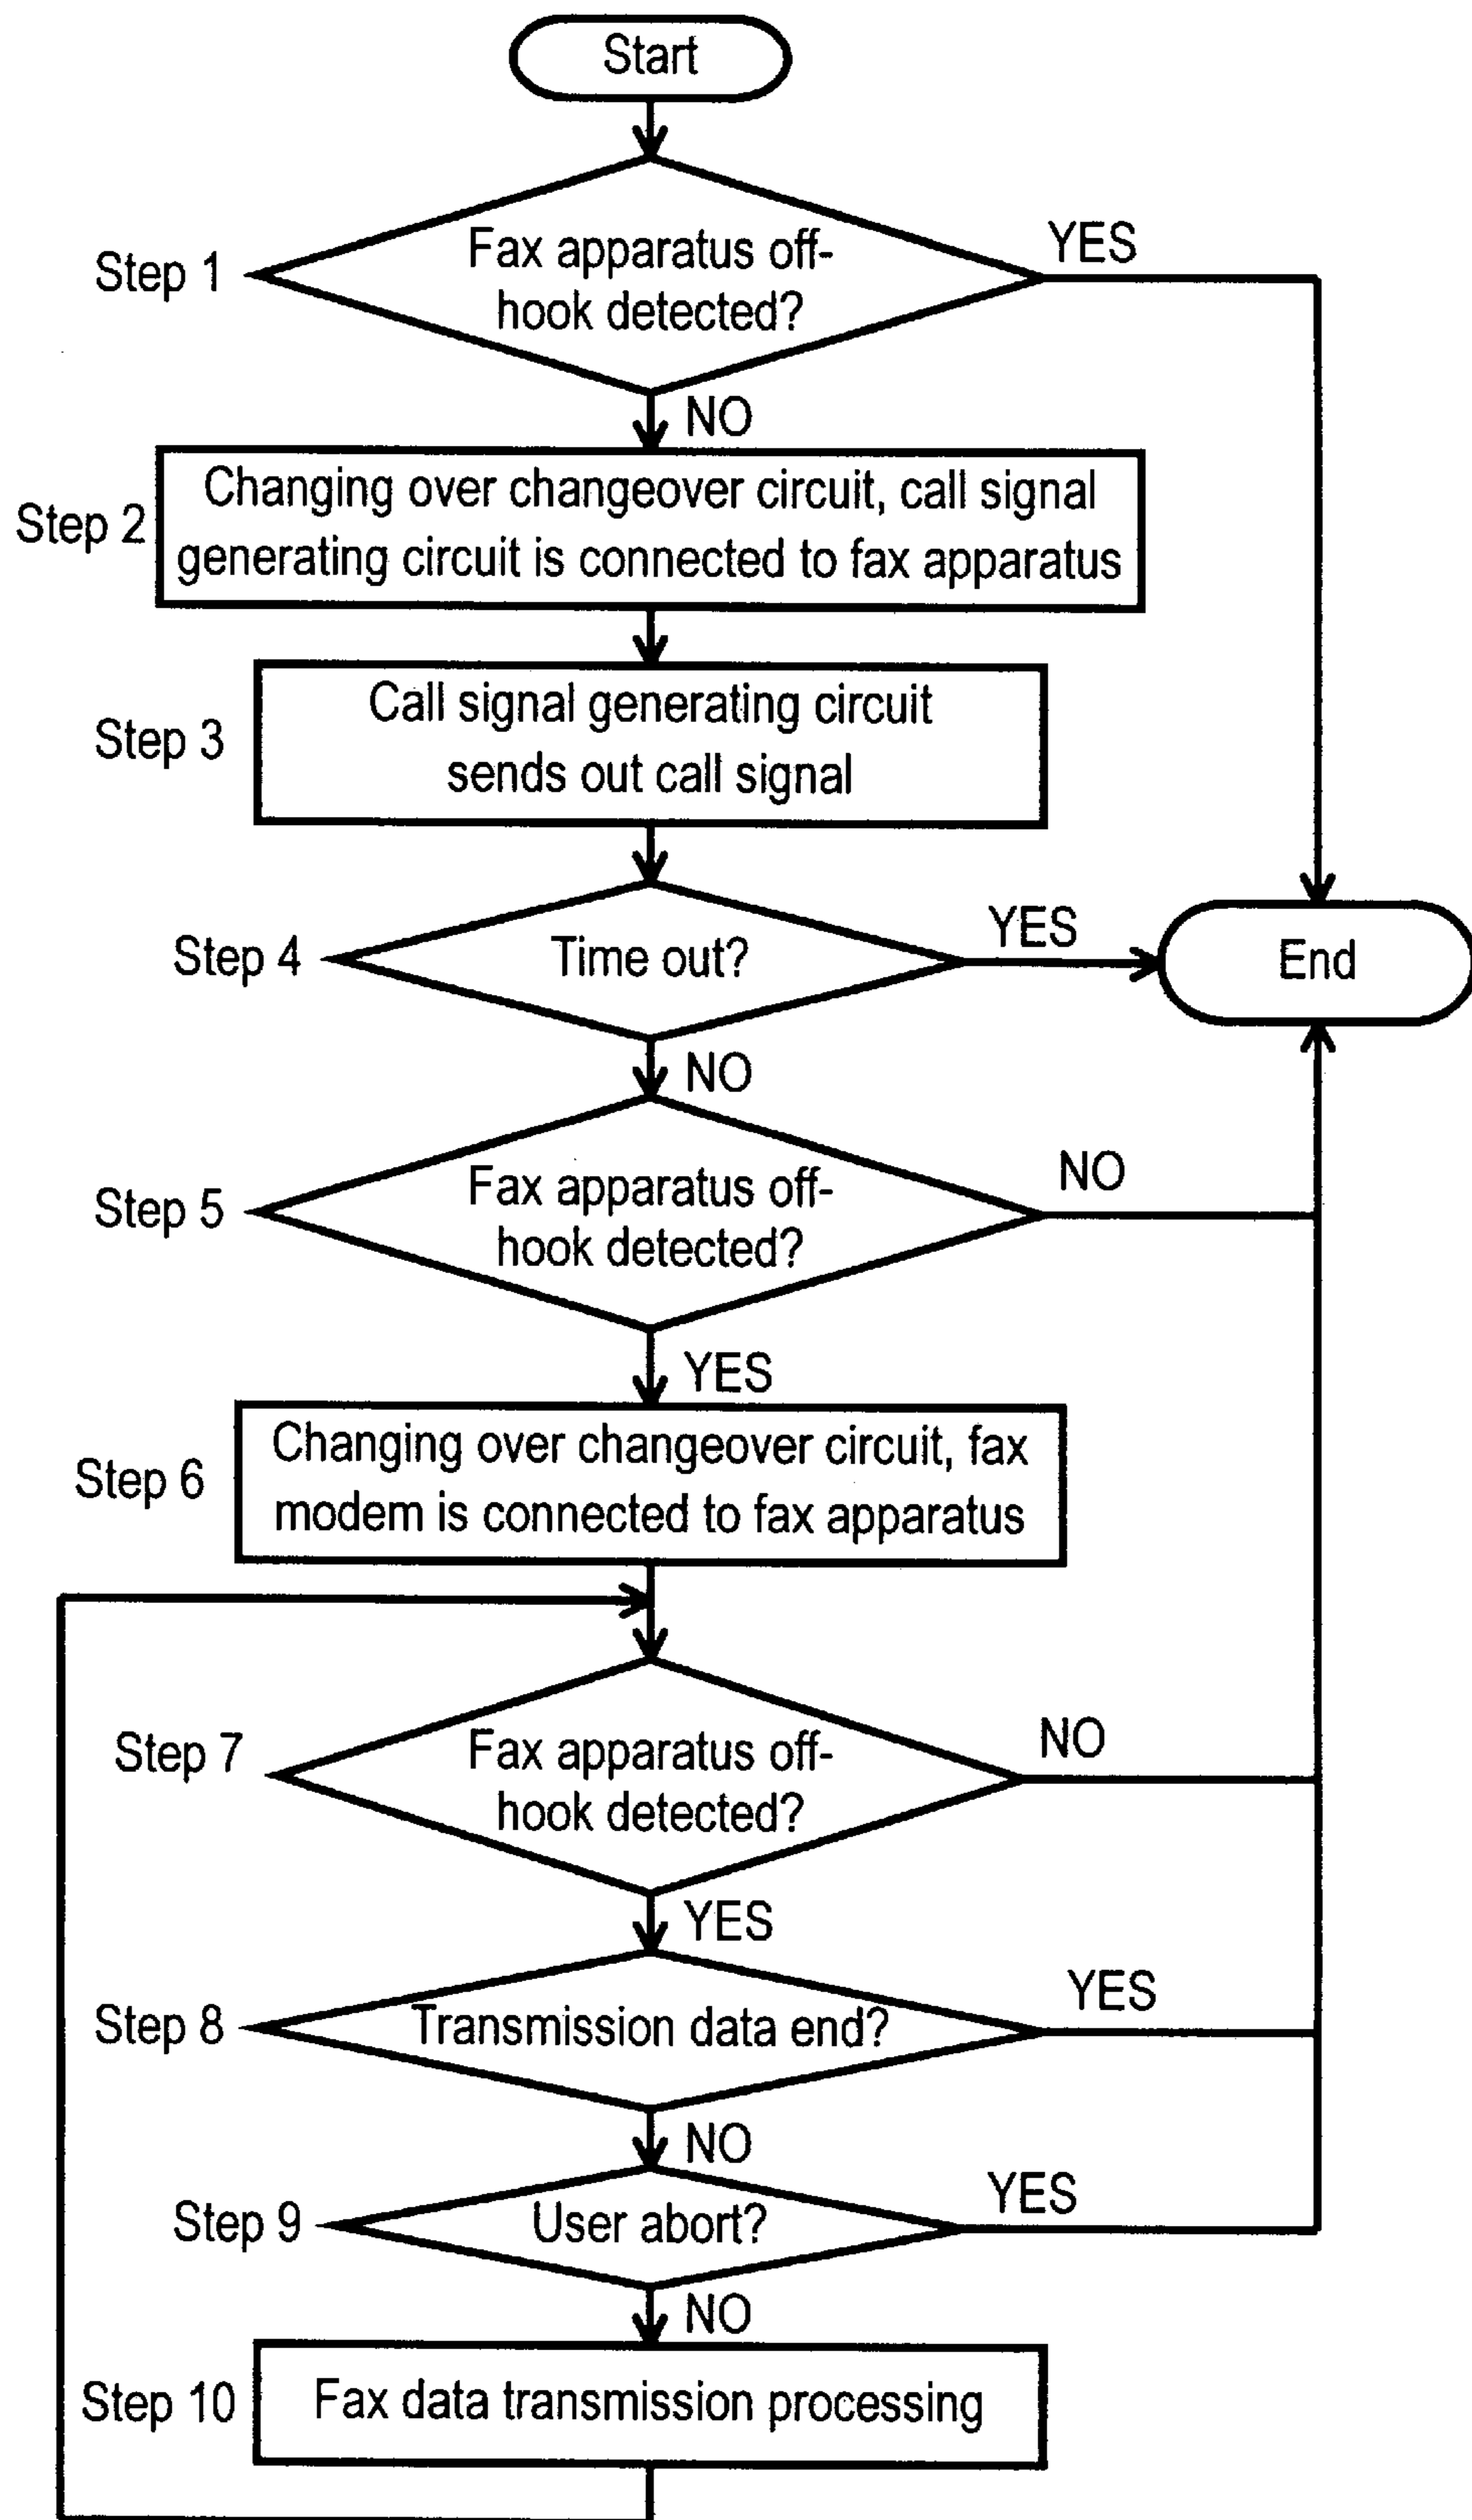 Start
Step 1
Fax apparatus off-
hook detected?
YES
NO
Step 2
Changing over changeover circuit, call signal
generating circuit is connected to fax apparatus
Step 3
Call signal generating circuit
sends out call signal
Step 4
Time out?
YES
End
NO
Step 5
Fax apparatus off-
hook detected?
NO
YES
Step 6
Changing over changeover circuit, fax
modem is connected to fax apparatus
Step 7
Fax apparatus off-
hook detected?
NO
YES
Step 8
Transmission data end?
YES
NO
Step 9
User abort?
YES
NO
Step 10
Fax data transmission processing